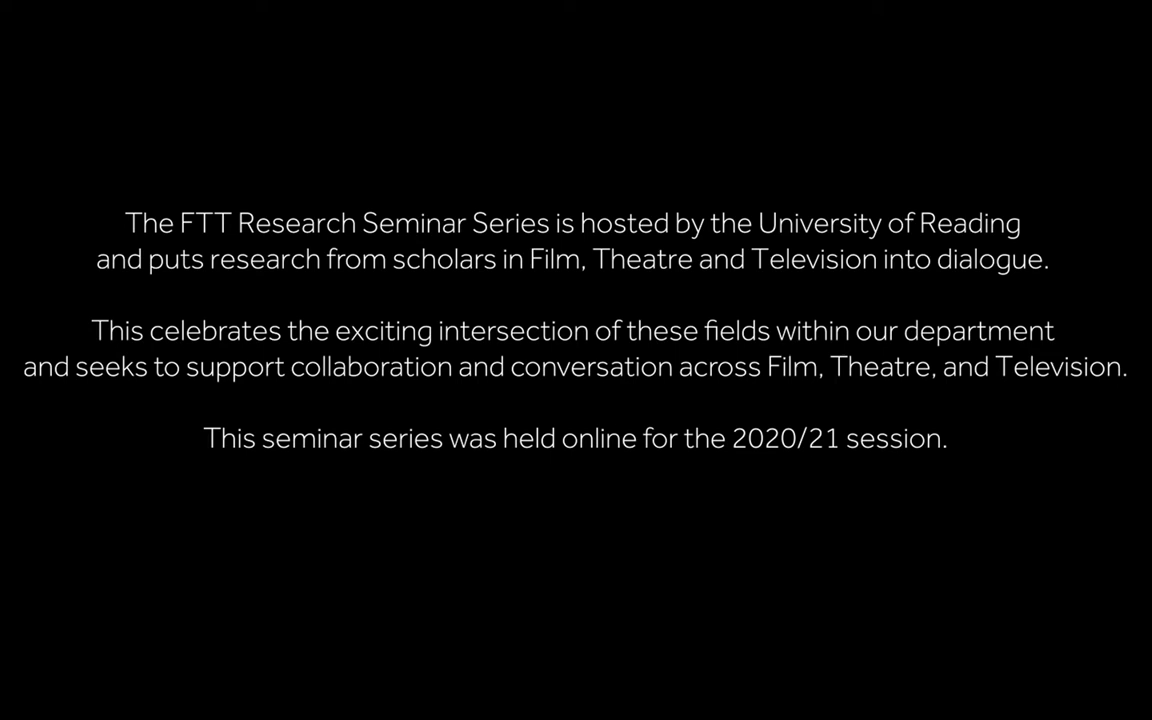 The FTT Research Seminar Series is hosted by the University of Reading
and puts research from scholars in Film, Theatre and Television into dialogue.
This celebrates the exciting intersection of these fields within our department
and seeks to support collaboration and conversation across Film, Theatre, and Television.
This seminar series was held online for the 2020/21 session.